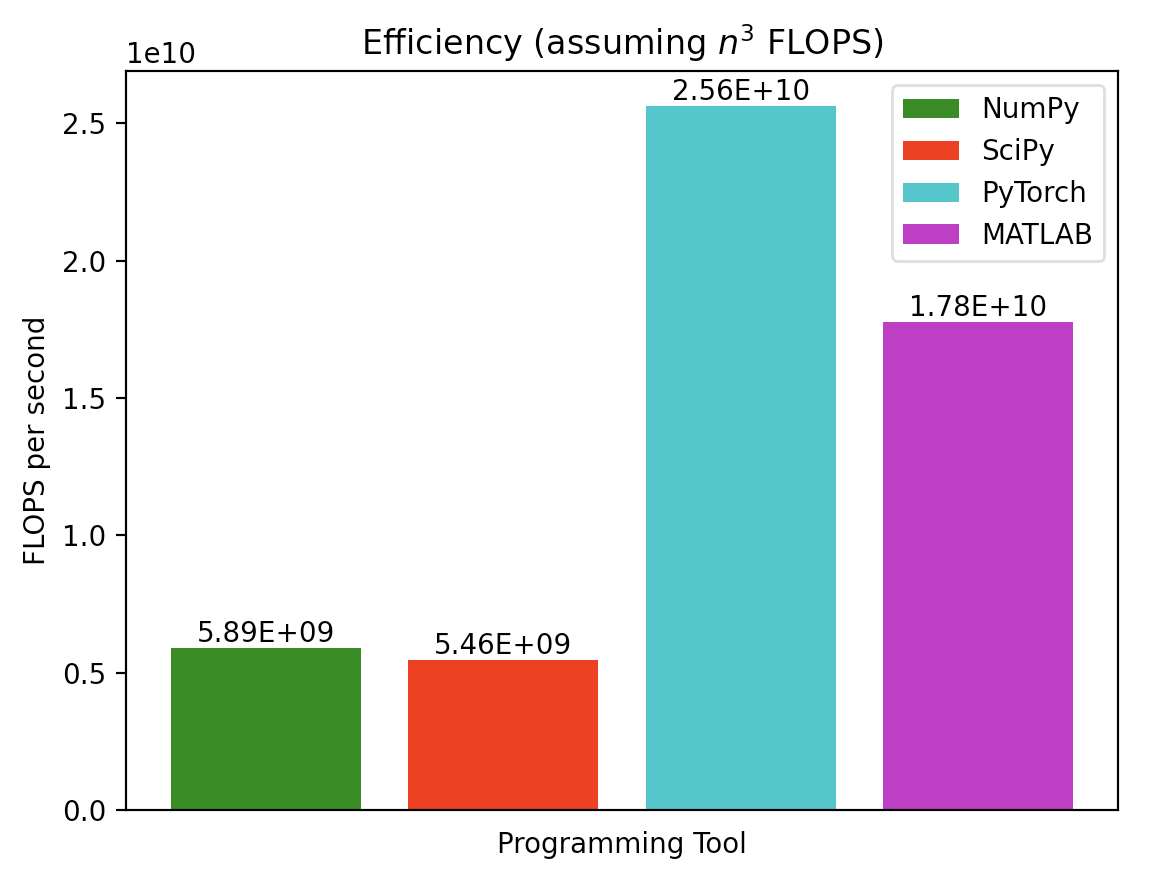 Efficiency (assuming n³ FLOPS)
1e10
2.5
2.0
1.5
1.0
0.5
0.0
FLOPS per second
5.89E+09
5.46E+09
2.56E+10
1.78E+10
NumPy
SciPy
PyTorch
MATLAB
Programming Tool